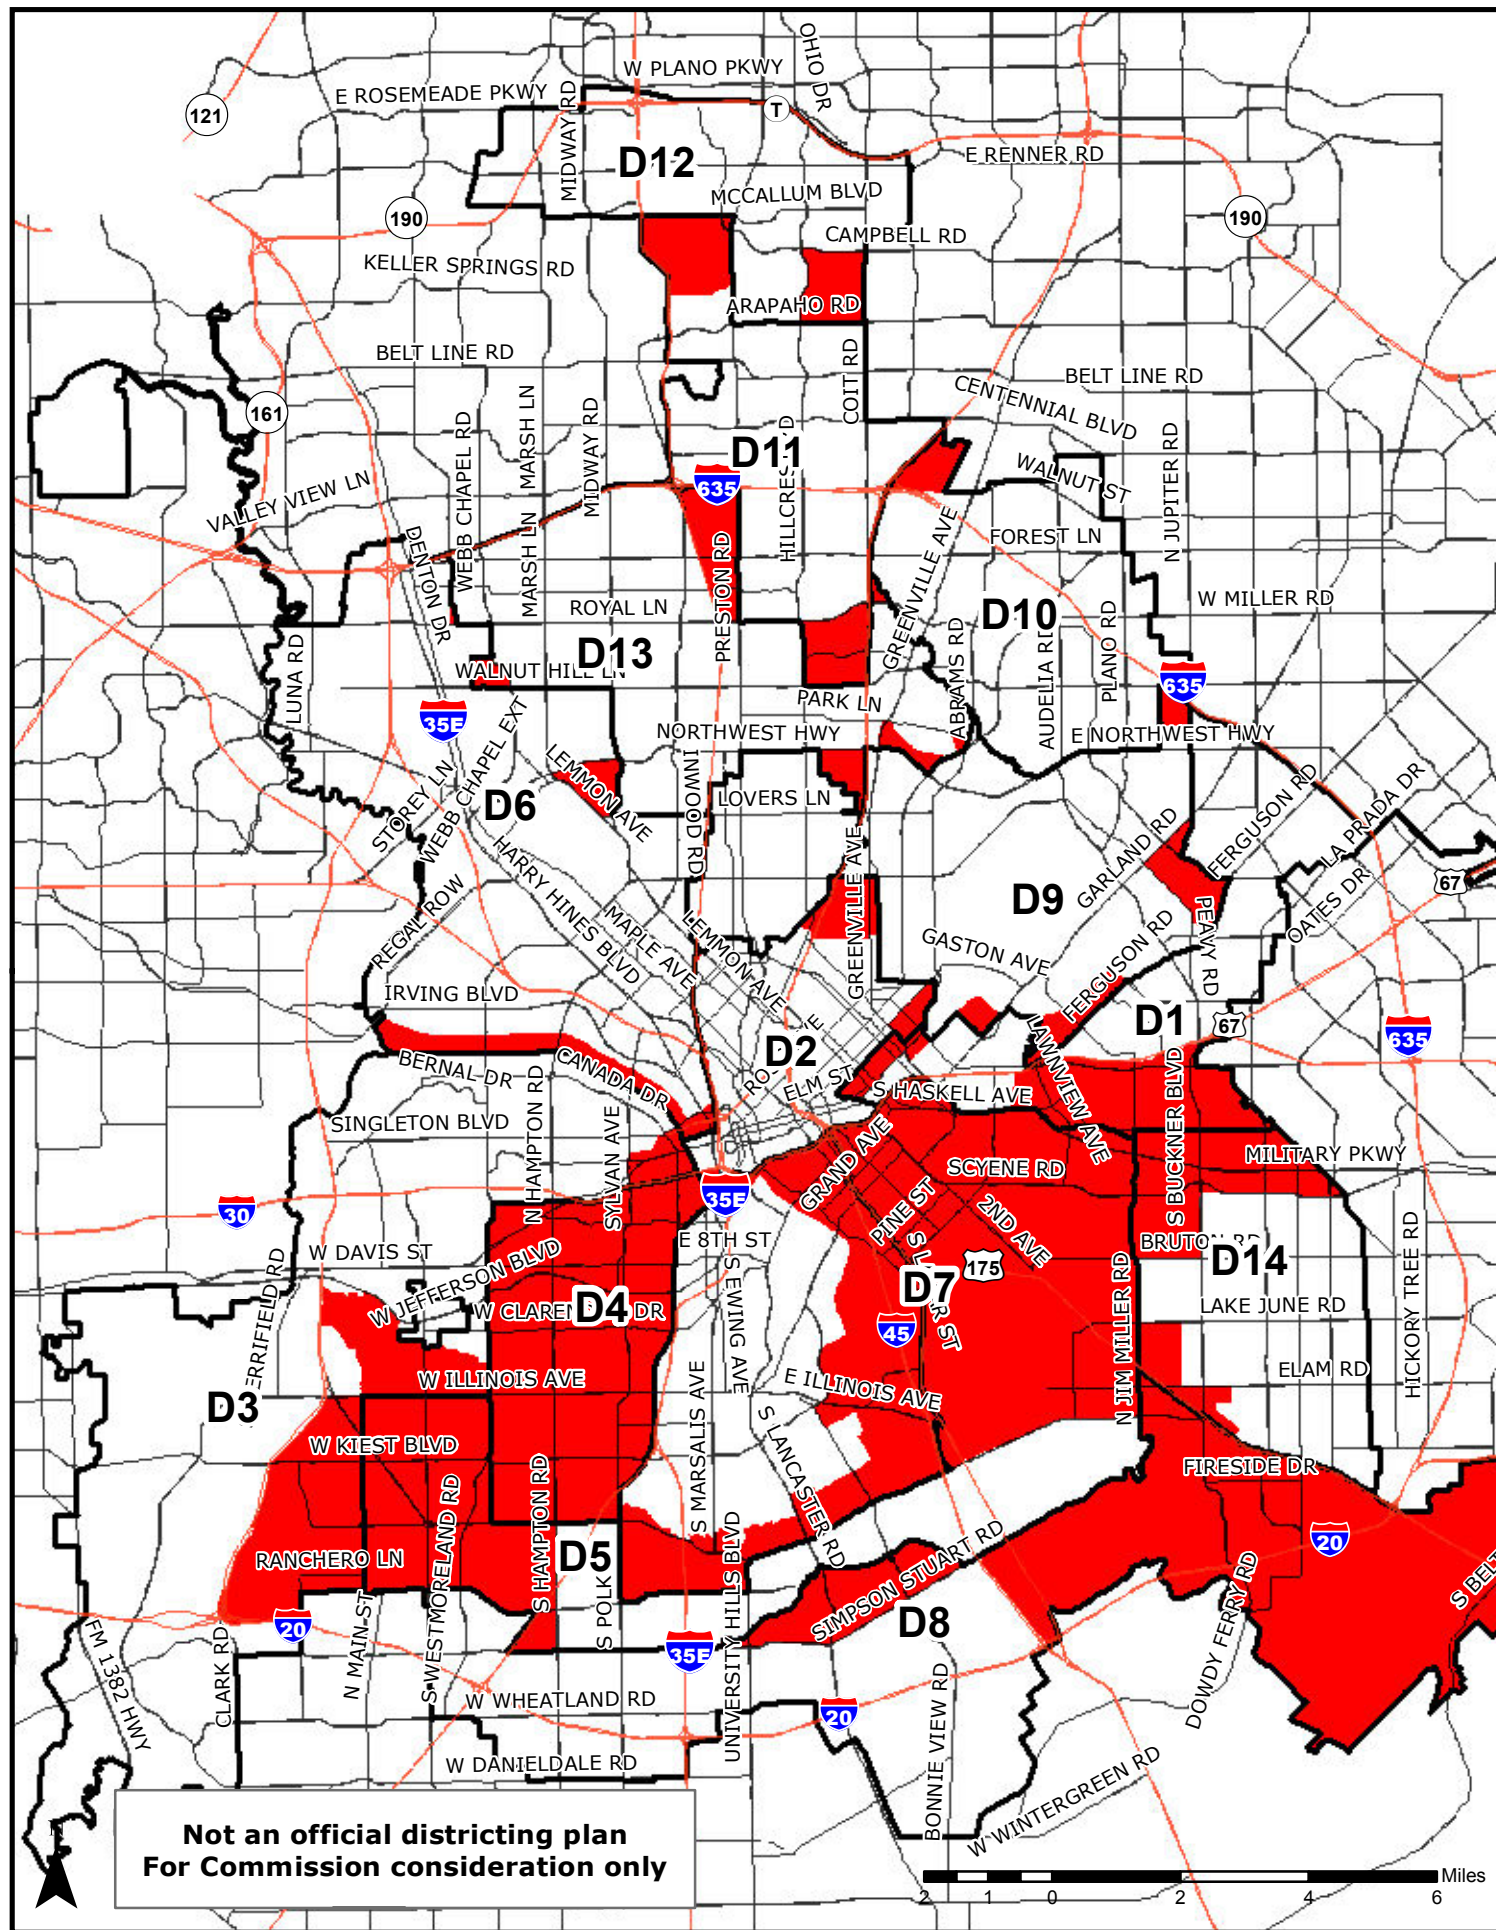 OHIO DR
W PLANO PKWY
E ROSEMEADE PKWY
MIDWAY RD
121
T
D12
E RENNER RD
MCCALLUM BLVD
190
190
CAMPBELL RD
KELLER SPRINGS RD
ARAPAHO RD
BELT LINE RD
COIT RD
BELT LINE RD
161
CENTENNIAL BLVD
MARSH LN
MIDWAY RD
WEBB CHAPEL RD
D11
635
WALNUT ST
N JUPITER RD
VALLEY VIEW LN
MARSH LN
DENTON DR
GREENVILLE AVE
FOREST LN
PRESTON RD
ROYAL LN
W MILLER RD
D10
D13
LUNA RD
WALNUT HILL LN
ABRAMS RD
PLANO RD
635
35E
PARK LN
NORTHWEST HWY
E NORTHWEST HWY
WEBB CHAPEL EXT
STOREY LN
LEMMON AVE
INWOOD RD
LOVERS LN
D6
FERGUSON RD
LA PRADA DR
GARLAND RD
HARRY HINES BLVD
REGAL ROW
MAPLE AVE
LEMMON AVE
GREENVILLE AVE
D9
67
OATES DR
PEAVY RD
GASTON AVE
FERGUSON RD
IRVING BLVD
D1
67
635
D2
ELM ST
BERNAL DR
CANADA DR
S HASKELL AVE
LAWNVIEW AVE
SINGLETON BLVD
N HAMPTON RD
SYLVAN AVE
GRAND AVE
SCYENE RD
S BUCKNER BLVD
MILITARY PKWY
30
35E
PINE ST
2ND AVE
E 8TH ST
W DAVIS ST
W JEFFERSON BLVD
BRUTON RD
D14
175
D7
45
W CLARENDON DR
D4
S EWING AVE
LAKE JUNE RD
HICKORY TREE RD
N JIM MILLER RD
ELAM RD
W ILLINOIS AVE
E ILLINOIS AVE
D3
S MARSALIS AVE
S LANCASTER RD
W KIEST BLVD
FIRESIDE DR
S WESTMORELAND RD
S HAMPTON RD
20
RANCHERO LN
D5
SIMPSON STUART RD
S POLK
UNIVERSITY HILLS BLVD
DOWDY FERRY RD
20
N MAIN ST
D8
35E
CLARK RD
FM 1382 HWY
W WHEATLAND RD
20
BONNIE VIEW RD
W DANIELDALE RD
W WINTERGREEN RD
Not an official districting plan
For Commission consideration only
Miles
2 1 0 2 4 6